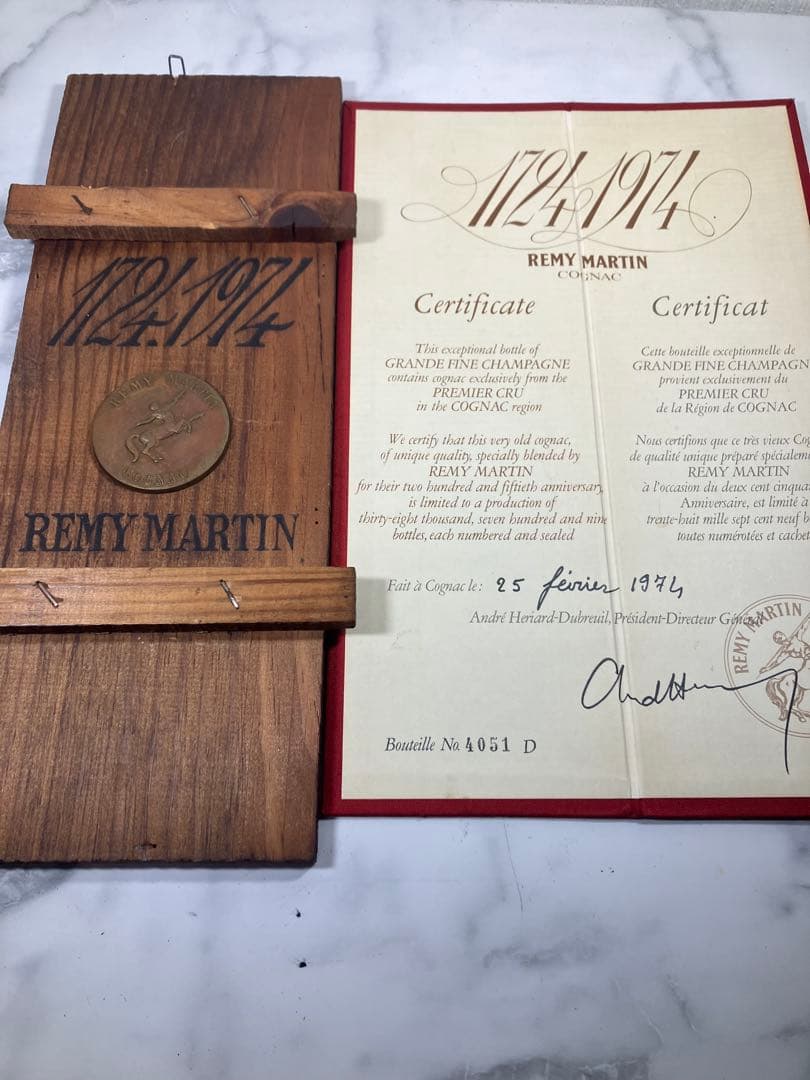 1724.1974
REMY MARTIN
COGNAC
REMY MARTIN
1724.1974
REMY MARTIN
COGNAC
Certificate
This exceptional bottle of
GRANDE FINE CHAMPAGNE
contains cognac exclusively from the
PREMIER CRU
in the COGNAC region
We certify that this very old cognac,
of unique quality, specially blended by
REMY MARTIN
for their two hundred and fiftieth anniversary,
is limited to a production of
thirty-eight thousand, seven hundred and nine
bottles, each numbered and sealed
Certificat
Cette bouteille exceptionnelle de
GRANDE FINE CHAMPAGN
provient exclusivement du
PREMIER CRU
de la Région de COGNAC
Nous certifions que ce très vieux Cog
de qualité unique préparé spécialeme
REMY MARTIN
à l'occasion du deux cent cinqua
Anniversaire, est limité à
trente-huit mille sept cent neuf b
toutes numérotées et cachet
Fait à Cognac le: 25 février 1974
André Heriard-Dubreuil, Président-Directeur Général
REMY MARTIN
Bouteille No. 4051 D